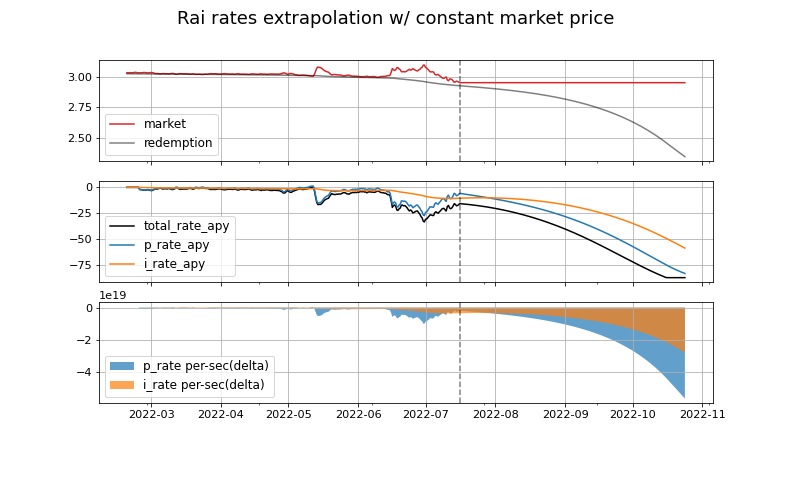 Rai rates extrapolation w/ constant market price
3.00
2.75
2.50
market
redemption
0
−25
−50
−75
total_rate_apy
p_rate_apy
i_rate_apy
1e19
0
−2
−4
p_rate per-sec(delta)
i_rate per-sec(delta)
2022-03 2022-04 2022-05 2022-06 2022-07 2022-08 2022-09 2022-10 2022-11